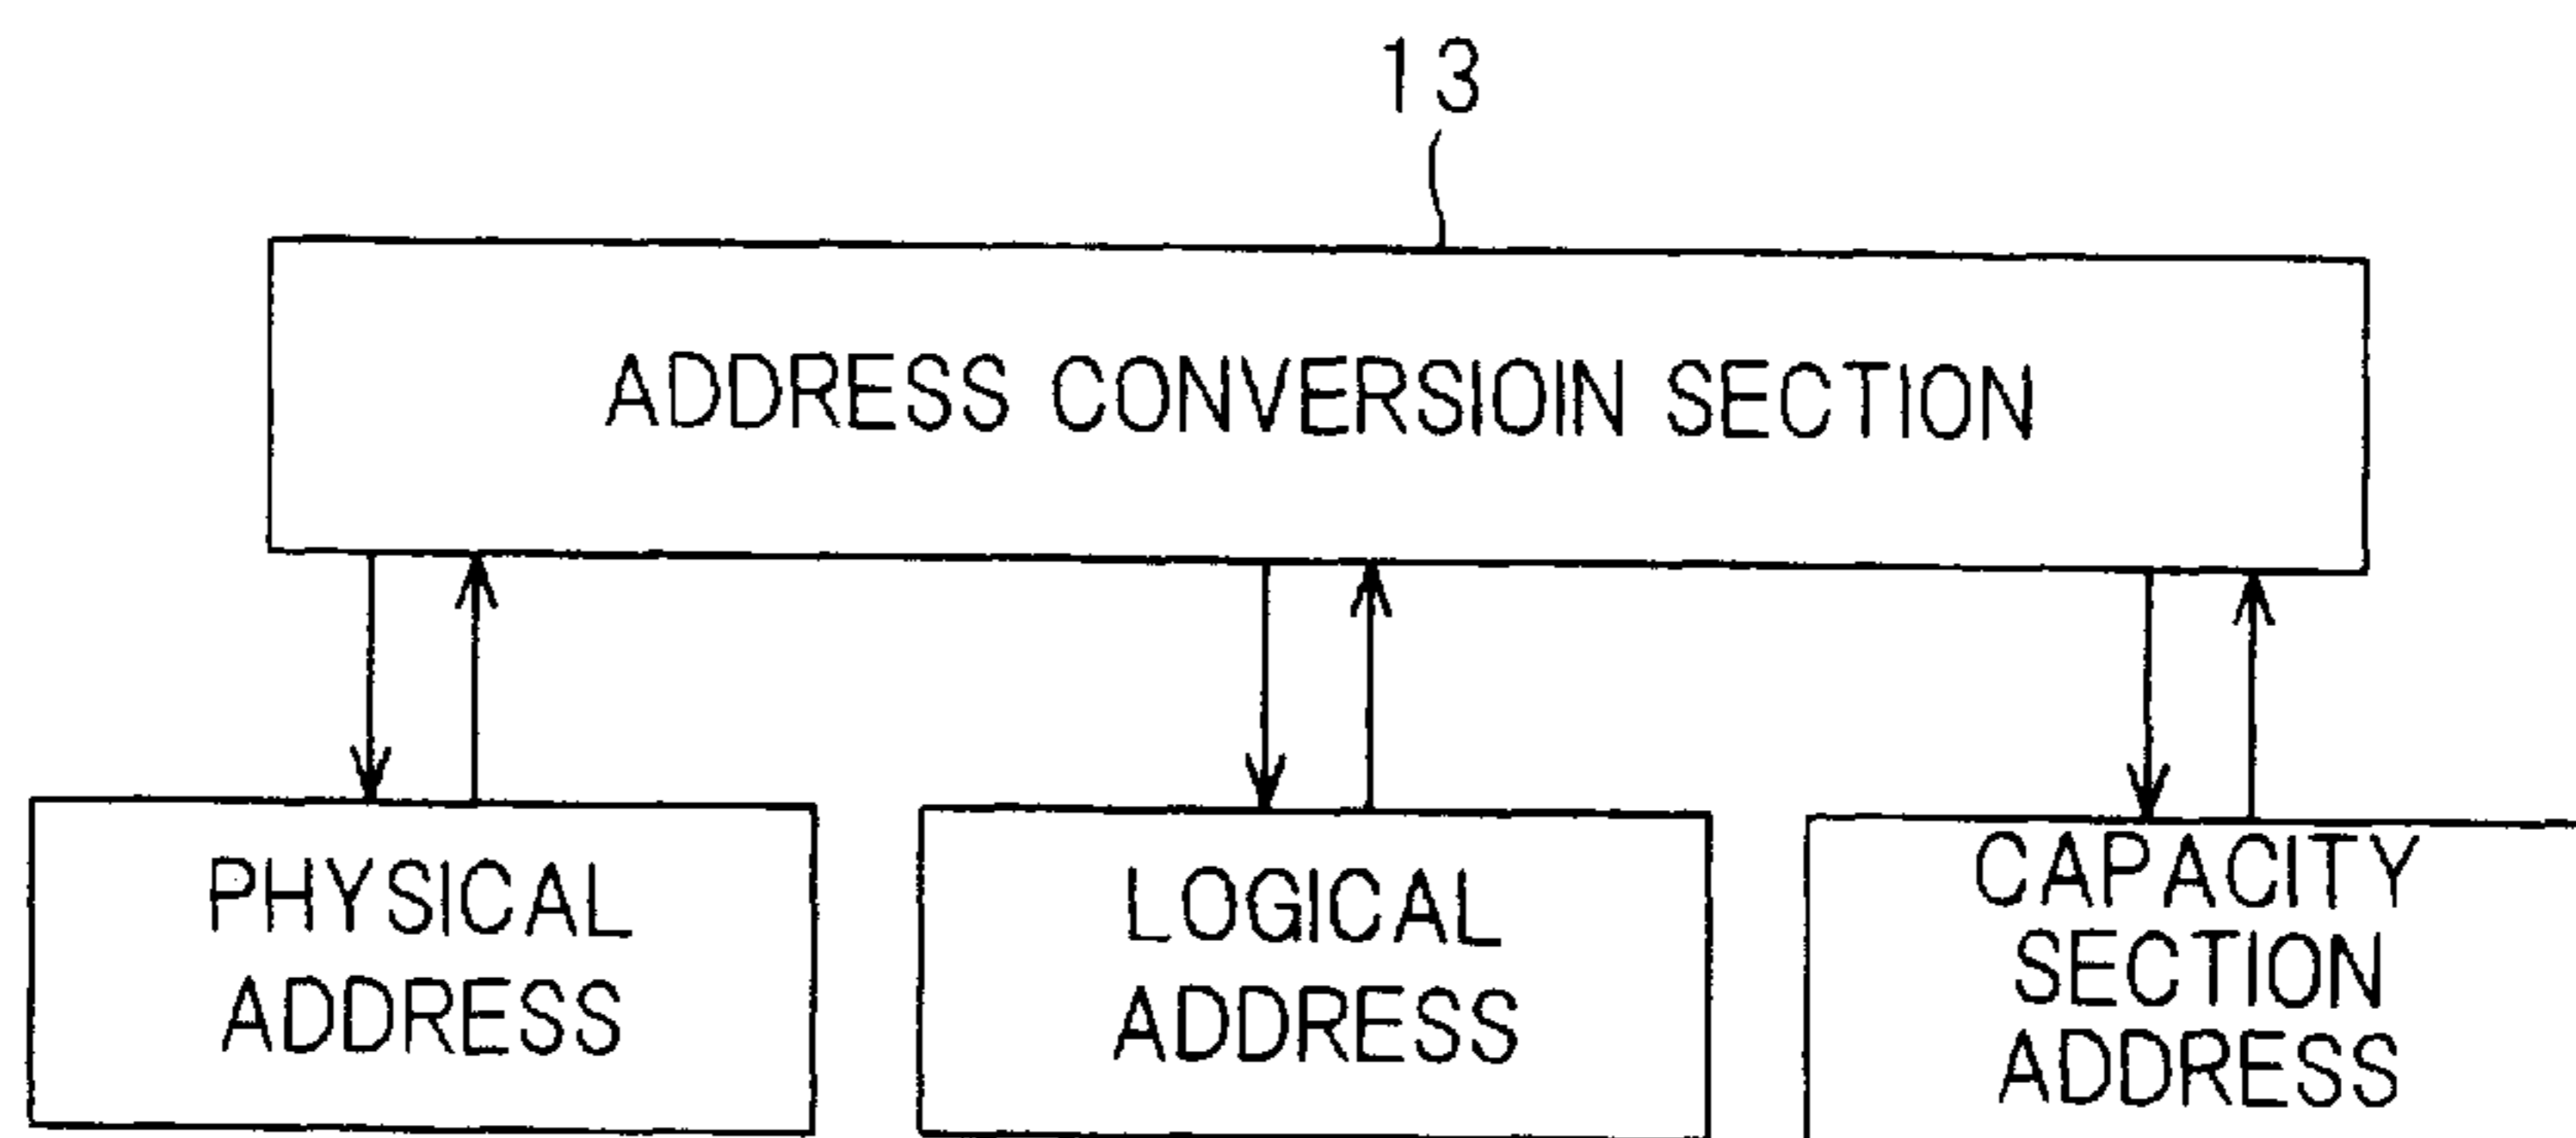 13
ADDRESS CONVERSIOIN SECTION
PHYSICAL
ADDRESS
LOGICAL
ADDRESS
CAPACITY
SECTION
ADDRESS